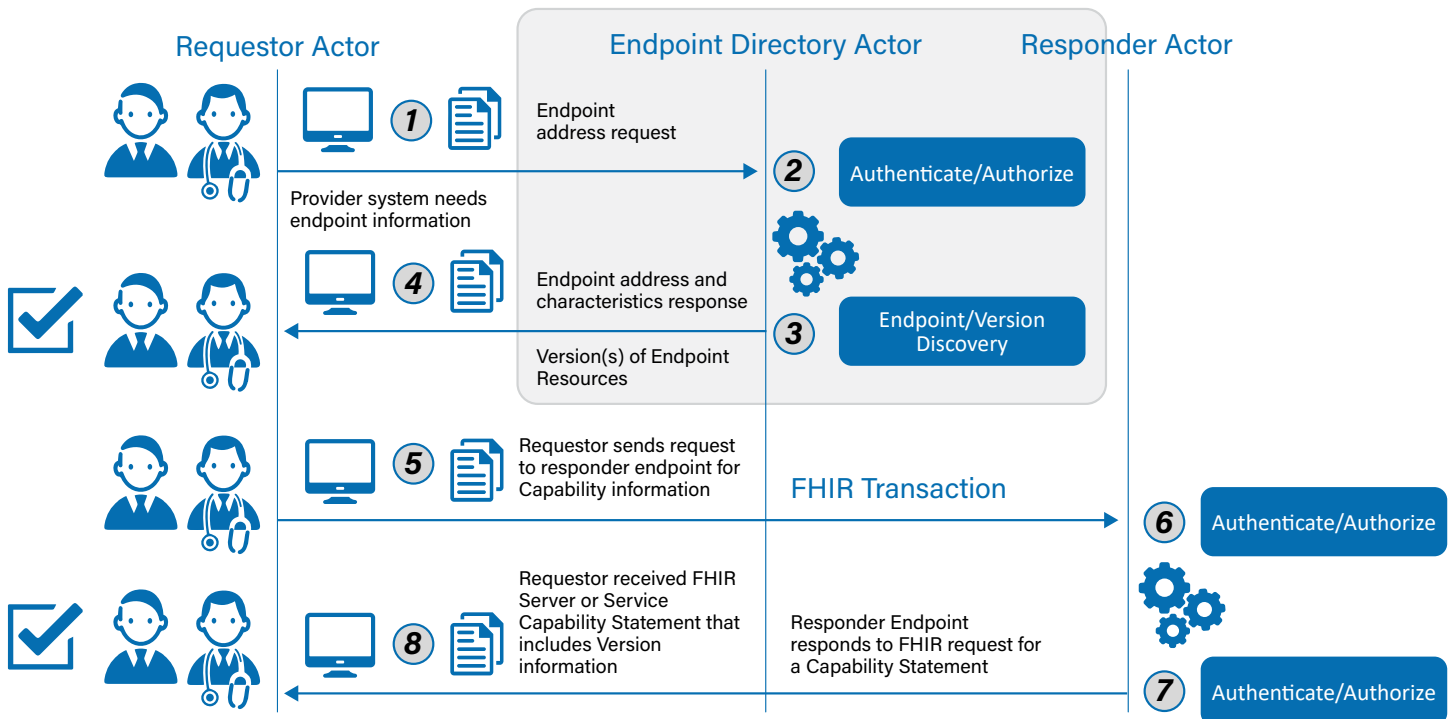 Requestor Actor
Endpoint Directory Actor
Responder Actor
1
Endpoint
address request
2
Authenticate/Authorize
Provider system needs
endpoint information
4
Endpoint address and
characteristics response
3
Endpoint/Version
Discovery
Version(s) of Endpoint
Resources
5
Requestor sends request
to responder endpoint for
Capability information
FHIR Transaction
6
Authenticate/Authorize
8
Requestor received FHIR
Server or Service
Capability Statement that
includes Version
information
Responder Endpoint
responds to FHIR request for
a Capability Statement
7
Authenticate/Authorize